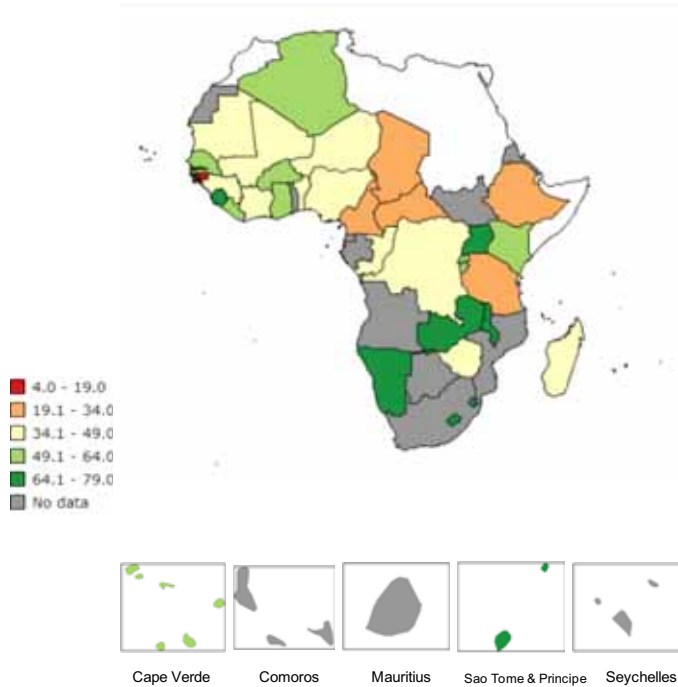 4.0 - 19.0
19.1 - 34.0
34.1 - 49.0
49.1 - 64.0
64.1 - 79.0
No data
Cape Verde
Comoros
Mauritius
Sao Tome & Principe
Seychelles